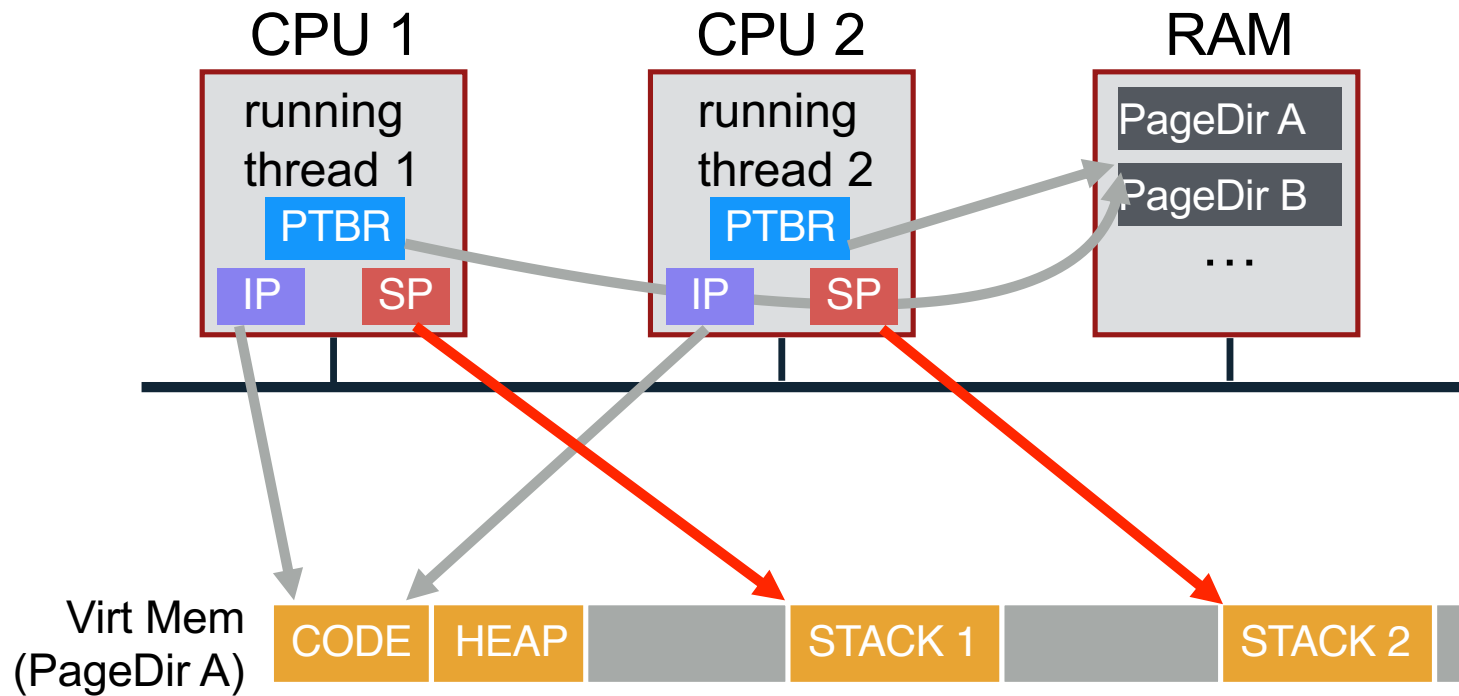 CPU 1
CPU 2
RAM
running
thread 1
PTBR
IP
SP
running
thread 2
PTBR
IP
SP
PageDir A
PageDir B
...
Virt Mem
(PageDir A)
CODE
HEAP
STACK 1
STACK 2